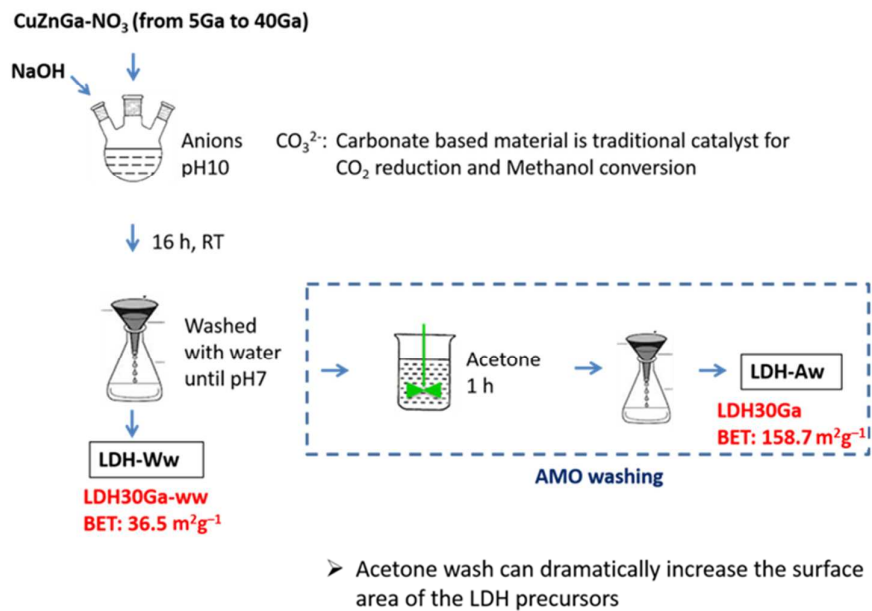 CuZnGa-NO₃ (from 5Ga to 40Ga)
NaOH
Anions
pH10
CO₃²⁻: Carbonate based material is traditional catalyst for
CO₂ reduction and Methanol conversion
16 h, RT
Washed
with water
until pH7
Acetone
1 h
LDH-Aw
LDH30Ga
BET: 158.7 m²g⁻¹
AMO washing
LDH-Ww
LDH30Ga-ww
BET: 36.5 m²g⁻¹
➢ Acetone wash can dramatically increase the surface
area of the LDH precursors